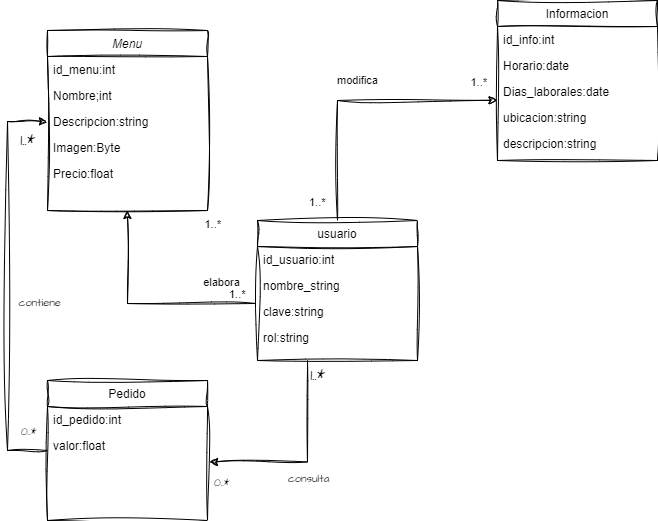 Informacion
id_info:int
Horario:date
Dias_laborales:date
ubicacion:string
descripcion:string
Menu
id_menu:int
Nombre;int
Descripcion:string
Imagen:Byte
Precio:float
modifica
1..*
1..*
1..*
1..*
usuario
id_usuario:int
nombre_string
clave:string
rol:string
elabora
1..*
contiene
1..*
Pedido
id_pedido:int
valor:float
0..*
0..*
consulta